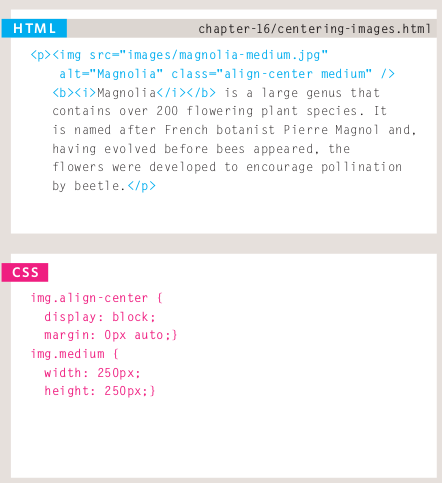 HTML
chapter-16/centering-images.html
<p><img src="images/magnolia-medium.jpg"
alt="Magnolia" class="align-center medium" />
<b><i>Magnolia</i></b> is a large genus that
contains over 200 flowering plant species. It
is named after French botanist Pierre Magnol and,
having evolved before bees appeared, the
flowers were developed to encourage pollination
by beetle.</p>
CSS
img.align-center {
display: block;
margin: 0px auto;}
img.medium {
width: 250px;
height: 250px;}